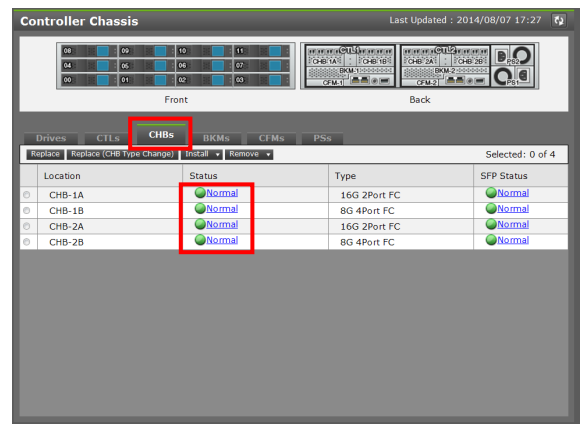 Controller Chassis Last Updated : 2014/08/07 17:27
08 09 10 11
04 05 06 07
00 01 02 03
CTL1 CTL2
CHB-1A CHB-1B CHB-2A CHB-2B PS2
BKM-1 BKM-2
CFM-1 CFM-2 PS1
Front Back
Drives CTLs CHBs BKMs CFMs PSs
Replace Replace (CHB Type Change) Install Remove Selected: 0 of 4
Location Status Type SFP Status
CHB-1A Normal 16G 2Port FC Normal
CHB-1B Normal 8G 4Port FC Normal
CHB-2A Normal 16G 2Port FC Normal
CHB-2B Normal 8G 4Port FC Normal